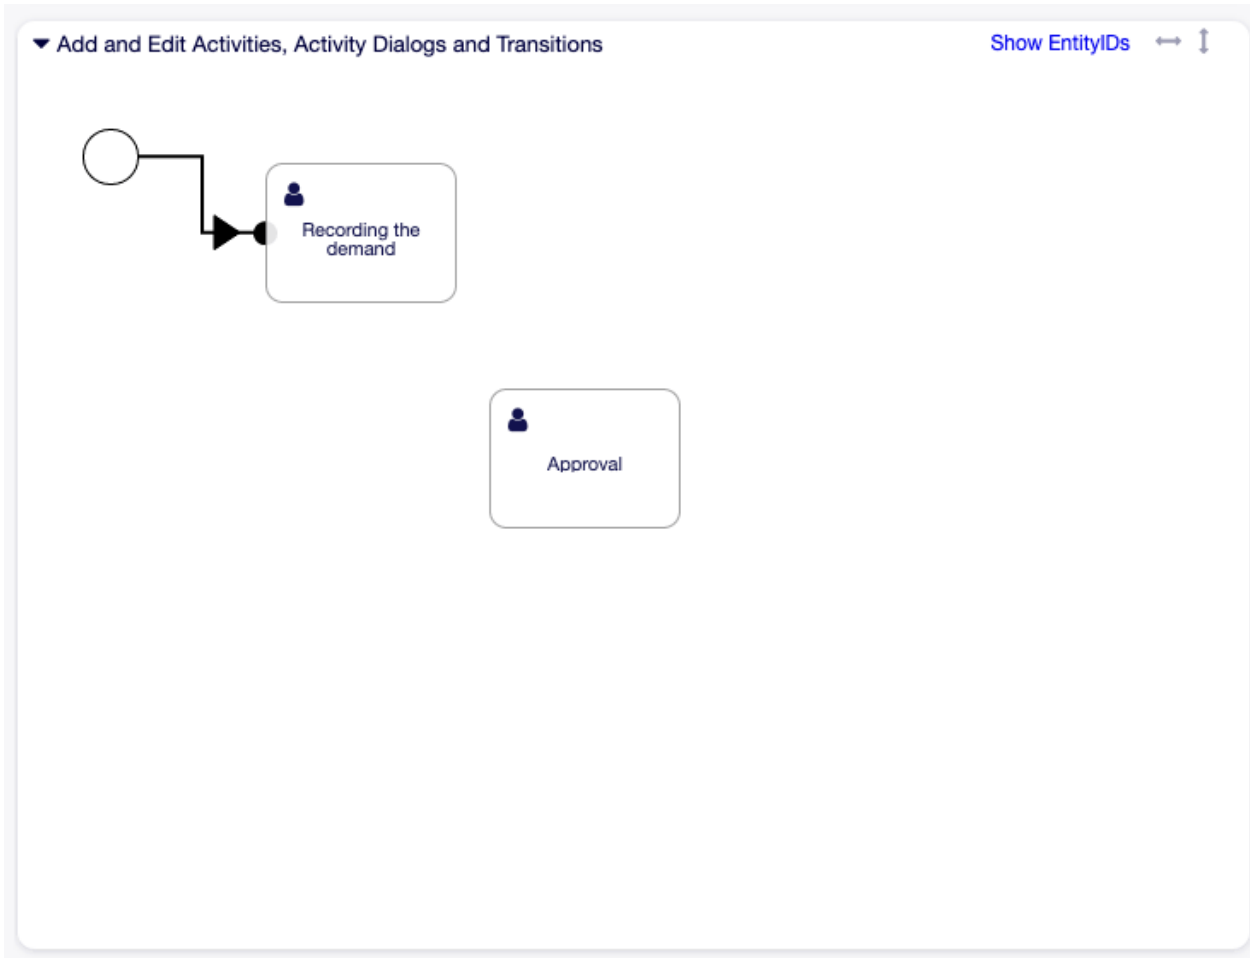 Add and Edit Activities, Activity Dialogs and Transitions
Show EntityIDs
Recording the
demand
Approval